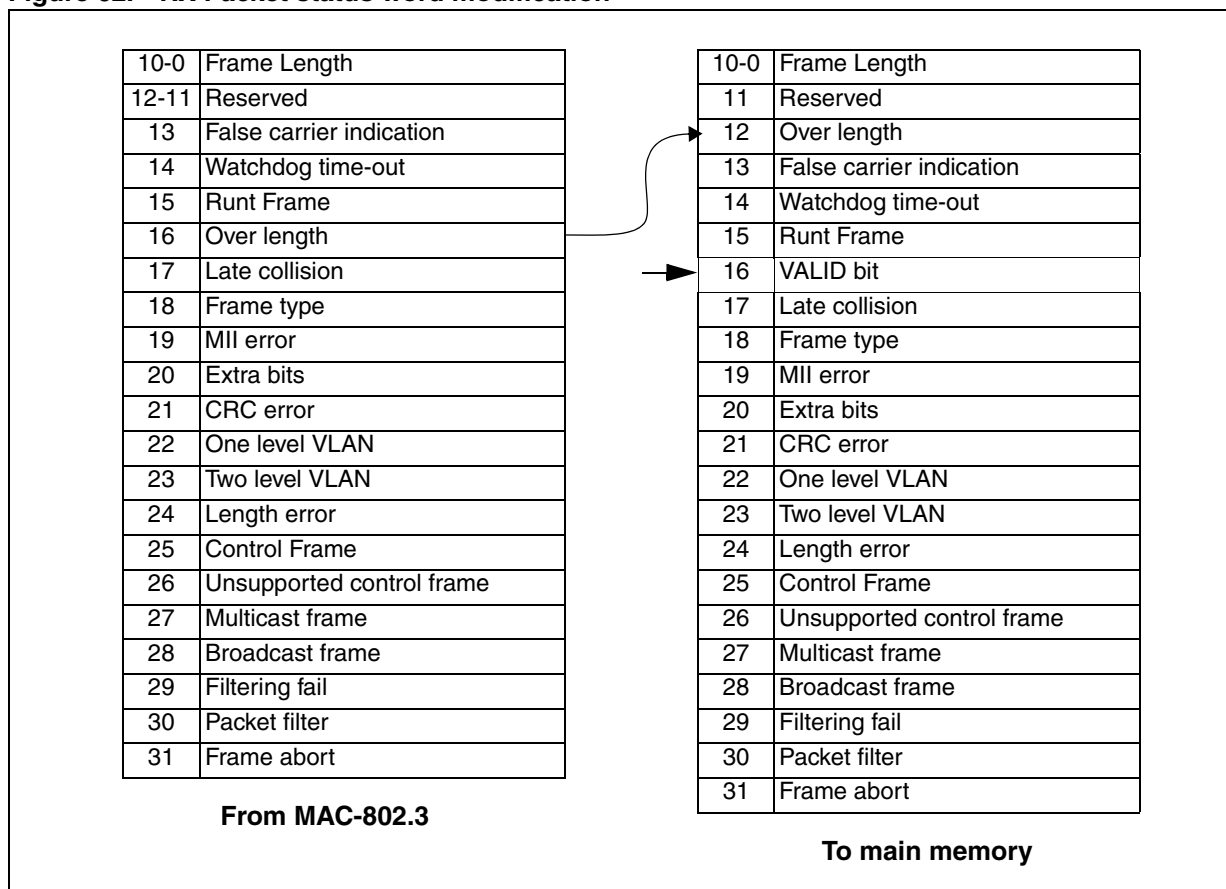 10-0 Frame Length
12-11 Reserved
13 False carrier indication
14 Watchdog time-out
15 Runt Frame
16 Over length
17 Late collision
18 Frame type
19 MII error
20 Extra bits
21 CRC error
22 One level VLAN
23 Two level VLAN
24 Length error
25 Control Frame
26 Unsupported control frame
27 Multicast frame
28 Broadcast frame
29 Filtering fail
30 Packet filter
31 Frame abort
From MAC-802.3
10-0 Frame Length
11 Reserved
12 Over length
13 False carrier indication
14 Watchdog time-out
15 Runt Frame
16 VALID bit
17 Late collision
18 Frame type
19 MII error
20 Extra bits
21 CRC error
22 One level VLAN
23 Two level VLAN
24 Length error
25 Control Frame
26 Unsupported control frame
27 Multicast frame
28 Broadcast frame
29 Filtering fail
30 Packet filter
31 Frame abort
To main memory